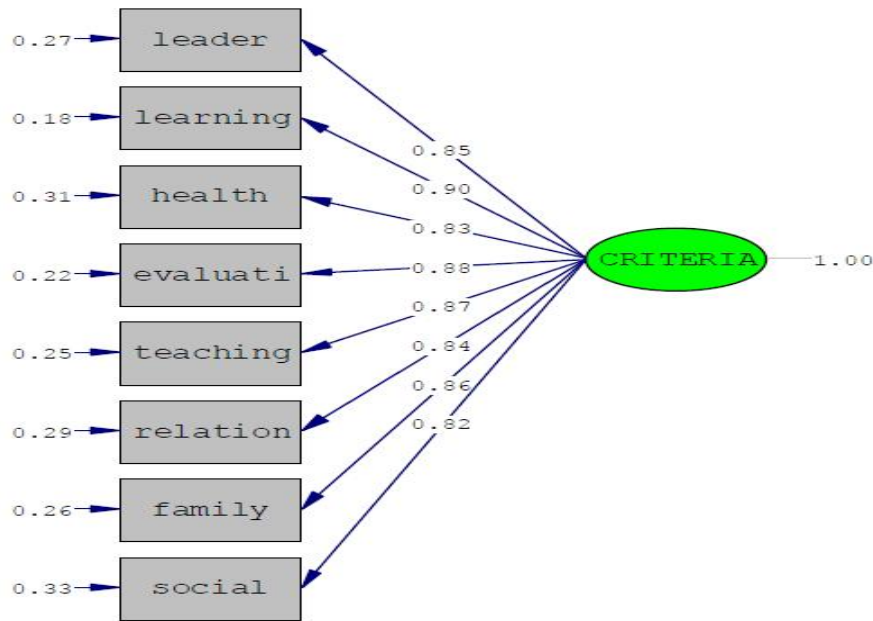 0.27 leader
0.18 learning
0.31 health
0.22 evaluati
0.25 teaching
0.29 relation
0.26 family
0.33 social
0.85
0.90
0.83
0.88
0.87
0.84
0.86
0.82
CRITERIA 1.00